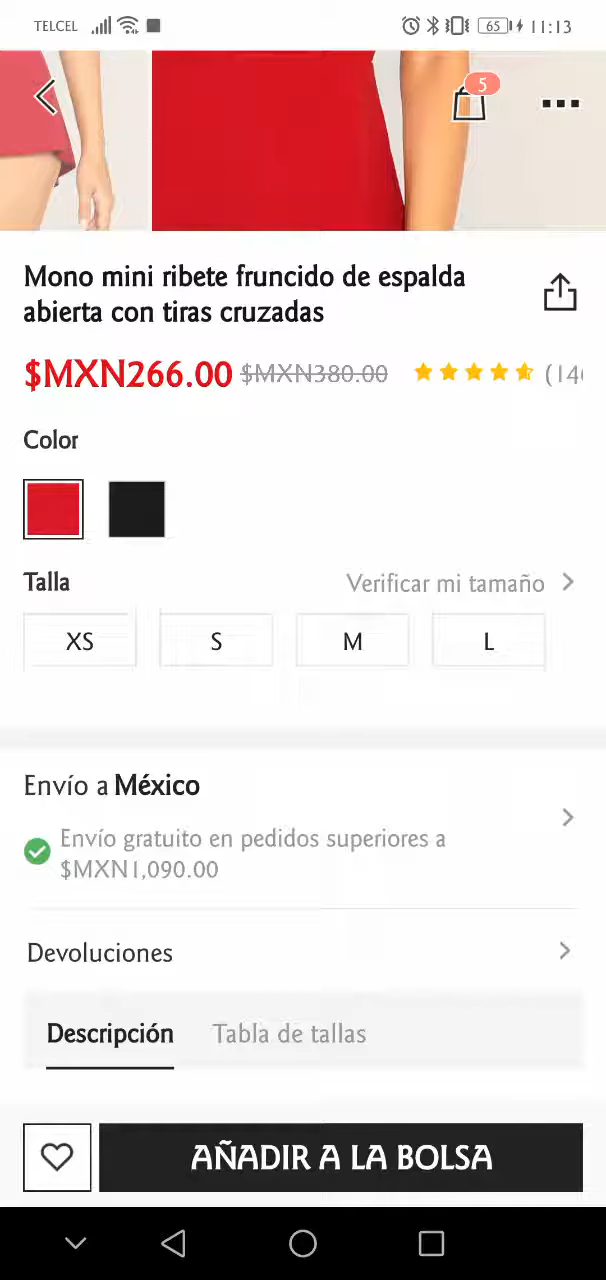 TELCEL 65 11:13
5
Mono mini ribete fruncido de espalda
abierta con tiras cruzadas
$MXN266.00 $MXN380.00
Color
Talla Verificar mi tamaño
XS S M L
Envío a México
Envío gratuito en pedidos superiores a
$MXN1,090.00
Devoluciones
Descripción Tabla de tallas
AÑADIR A LA BOLSA